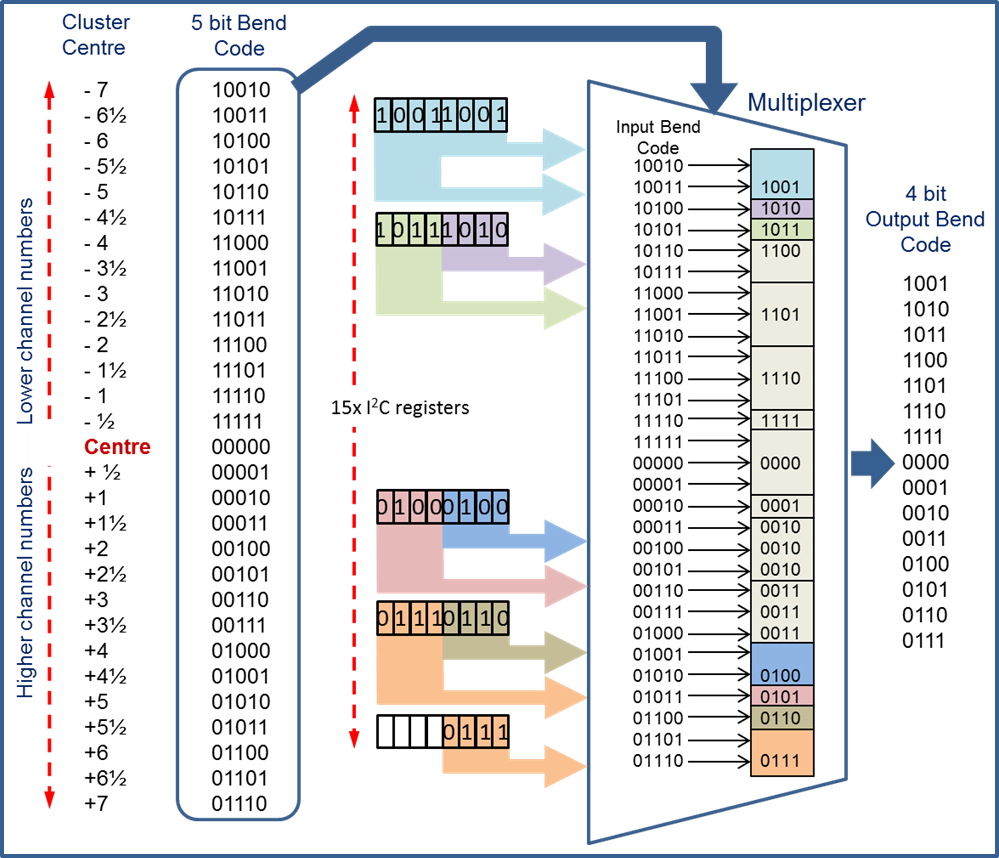 Cluster
Centre
5 bit Bend
Code
Lower channel numbers
Higher channel numbers
- 7 10010
- 6½ 10011
- 6 10100
- 5½ 10101
- 5 10110
- 4½ 10111
- 4 11000
- 3½ 11001
- 3 11010
- 2½ 11011
- 2 11100
- 1½ 11101
- 1 11110
- ½ 11111
Centre 00000
+ ½ 00001
+1 00010
+1½ 00011
+2 00100
+2½ 00101
+3 00110
+3½ 00111
+4 01000
+4½ 01001
+5 01010
+5½ 01011
+6 01100
+6½ 01101
+7 01110
10011001
10111010
15x I²C registers
01000100
01110110
0111
Multiplexer
Input Bend
Code
10010
10011 1001
10100 1010
10101 1011
10110 1100
10111
11000
11001 1101
11010
11011
11100 1110
11101
11110 1111
11111
00000 0000
00001
00010 0001
00011 0010
00100 0010
00101 0010
00110 0011
00111 0011
01000 0011
01001
01010 0100
01011 0101
01100 0110
01101
01110 0111
4 bit
Output Bend
Code
1001
1010
1011
1100
1101
1110
1111
0000
0001
0010
0011
0100
0101
0110
0111